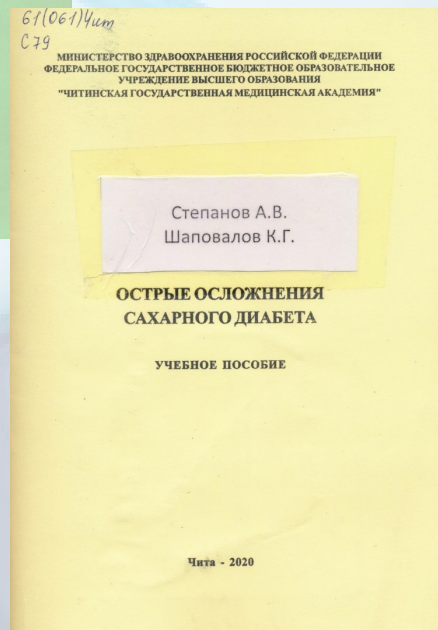 61(061)Чит
С79
МИНИСТЕРСТВО ЗДРАВООХРАНЕНИЯ РОССИЙСКОЙ ФЕДЕРАЦИИ
ФЕДЕРАЛЬНОЕ ГОСУДАРСТВЕННОЕ БЮДЖЕТНОЕ ОБРАЗОВАТЕЛЬНОЕ
УЧРЕЖДЕНИЕ ВЫСШЕГО ОБРАЗОВАНИЯ
"ЧИТИНСКАЯ ГОСУДАРСТВЕННАЯ МЕДИЦИНСКАЯ АКАДЕМИЯ"
Степанов А.В.
Шаповалов К.Г.
ОСТРЫЕ ОСЛОЖНЕНИЯ
САХАРНОГО ДИАБЕТА
УЧЕБНОЕ ПОСОБИЕ
Чита - 2020